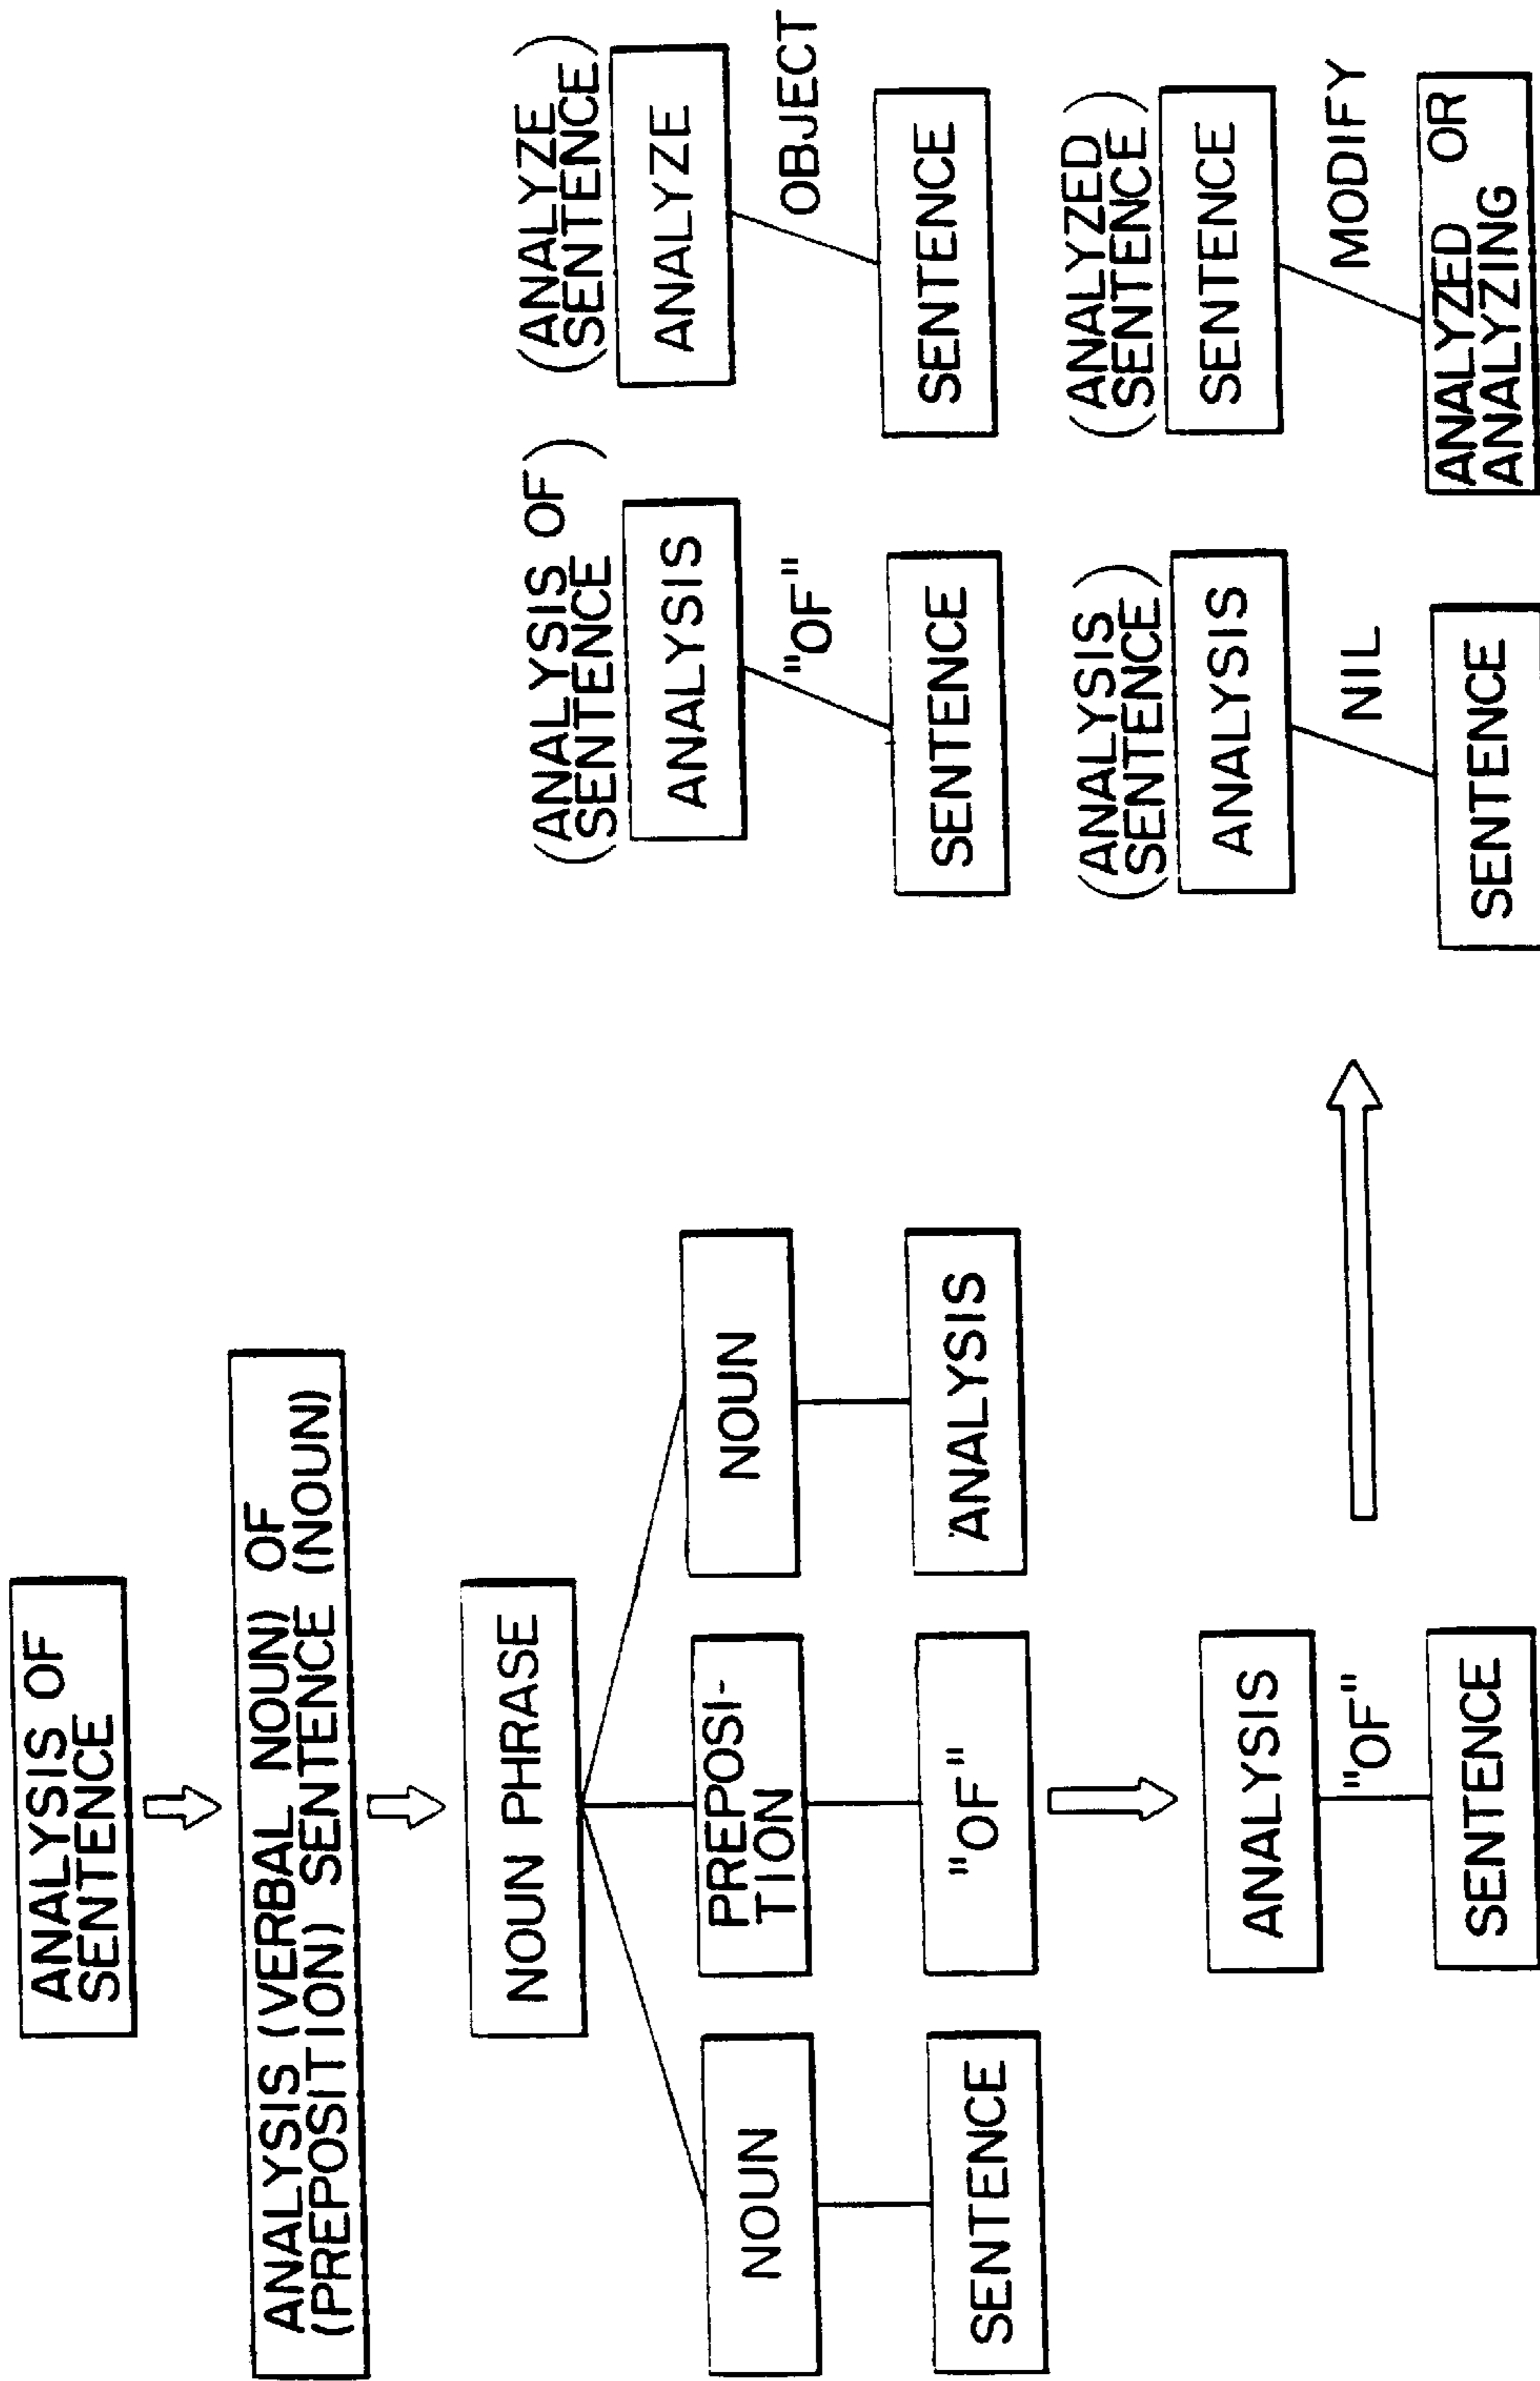 ANALYSIS OF
SENTENCE
ANALYSIS (VERBAL NOUN) OF
(PREPOSITION) SENTENCE (NOUN)
NOUN PHRASE
NOUN
PREPOSI-
TION
NOUN
SENTENCE
"OF"
ANALYSIS
ANALYSIS
"OF"
SENTENCE
(ANALYSIS OF
SENTENCE)
ANALYSIS
"OF"
SENTENCE
(ANALYZE
SENTENCE)
ANALYZE
OBJECT
SENTENCE
(ANALYSIS
SENTENCE)
ANALYSIS
NIL
SENTENCE
(ANALYZED
SENTENCE)
SENTENCE
MODIFY
ANALYZED OR
ANALYZING